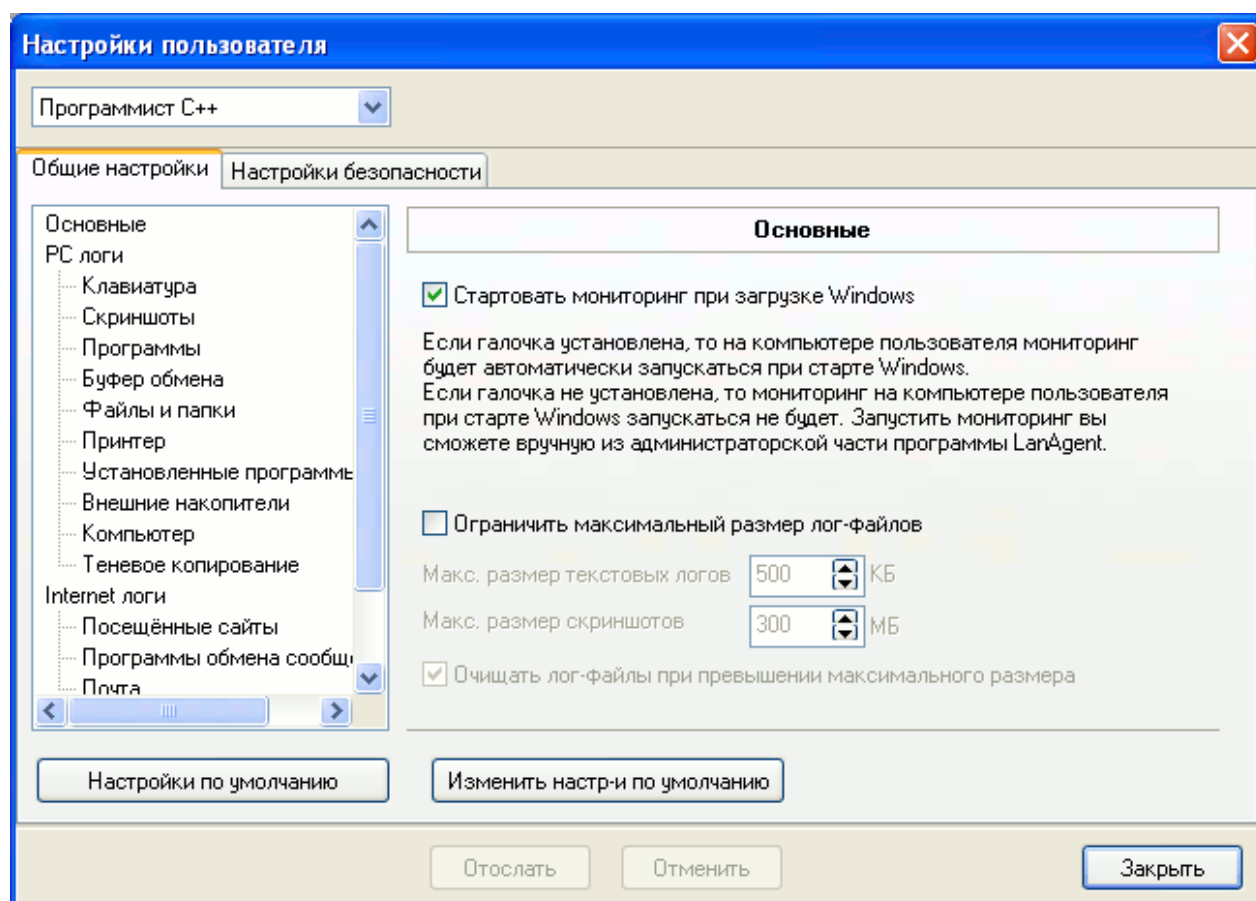 Настройки пользователя
Программист C++
Общие настройки
Настройки безопасности
Основные
PC логи
Клавиатура
Скриншоты
Программы
Буфер обмена
Файлы и папки
Принтер
Установленные программы
Внешние накопители
Компьютер
Теневое копирование
Internet логи
Посещённые сайты
Программы обмена сообщ
Почта
Основные
Стартовать мониторинг при загрузке Windows
Если галочка установлена, то на компьютере пользователя мониторинг
будет автоматически запускаться при старте Windows.
Если галочка не установлена, то мониторинг на компьютере пользователя
при старте Windows запускаться не будет. Запустить мониторинг вы
сможете вручную из администраторской части программы LanAgent.
Ограничить максимальный размер лог-файлов
Макс. размер текстовых логов 500 КБ
Макс. размер скриншотов 300 МБ
Очищать лог-файлы при превышении максимального размера
Настройки по умолчанию
Изменить настр-и по умолчанию
Отослать
Отменить
Закрыть